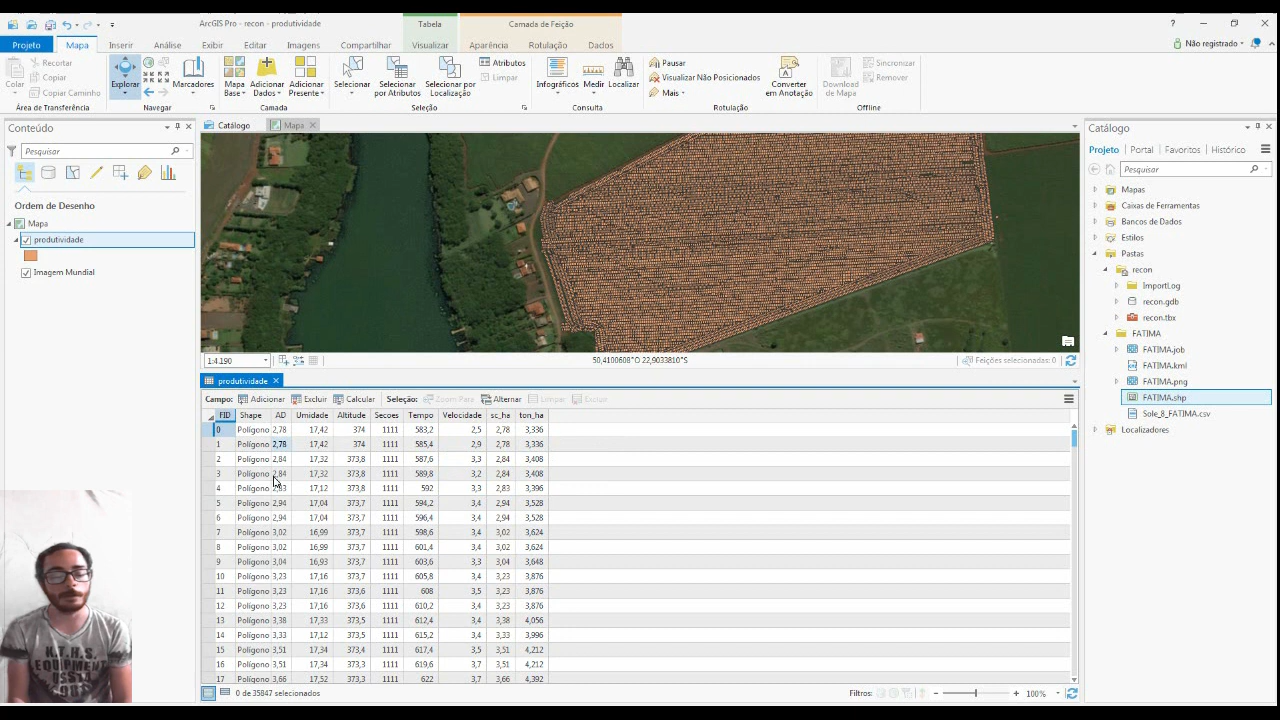 ArcGIS Pro - recon - produtividade
Tabela
Camada de Feição
?
Projeto Mapa Inserir Análise Exibir Editar Imagens Compartilhar Visualizar Aparência Rotulação Dados
Não registrado
Colar
Recortar
Copiar
Copiar Caminho
Área de Transferência
Explorar
Marcadores
Navegar
Mapa Base
Adicionar Dados
Adicionar Presente
Camada
Selecionar
Selecionar por Atributos
Selecionar por Localização
Atributos
Limpar
Seleção
Infográficos
Medir
Localizar
Consulta
Pausar
Visualizar Não Posicionados
Mais
Rotulação
Converter em Anotação
Download de Mapa
Sincronizar
Remover
Offline
Conteúdo
Pesquisar
Ordem de Desenho
Mapa
produtividade
Imagem Mundial
Catálogo Mapa
1:4.190
50,4100608°O 22,9033810°S
Feições selecionadas: 0
produtividade
Campo: Adicionar Excluir Calcular Seleção: Zoom Para Alternar Limpar Excluir
FID Shape AD Umidade Altitude Secoes Tempo Velocidade sc_ha ton_ha
0 Polígono 2,78 17,42 374 1111 583,2 2,5 2,78 3,336
1 Polígono 2,78 17,42 374 1111 585,4 2,9 2,78 3,336
2 Polígono 2,84 17,32 373,8 1111 587,6 3,3 2,84 3,408
3 Polígono 2,84 17,32 373,8 1111 589,8 3,2 2,84 3,408
4 Polígono 17,12 373,8 1111 592 3,3 2,83 3,396
5 Polígono 2,94 17,04 373,7 1111 594,2 3,4 2,94 3,528
6 Polígono 2,94 17,04 373,7 1111 596,4 3,4 2,94 3,528
7 Polígono 3,02 16,99 373,7 1111 598,6 3,4 3,02 3,624
8 Polígono 3,02 16,99 373,7 1111 601,4 3,4 3,02 3,624
9 Polígono 3,04 16,93 373,7 1111 603,6 3,3 3,04 3,648
10 Polígono 3,23 17,16 373,7 1111 605,8 3,4 3,23 3,876
11 Polígono 3,23 17,16 373,6 1111 608 3,5 3,23 3,876
12 Polígono 3,23 17,16 373,6 1111 610,2 3,4 3,23 3,876
13 Polígono 3,38 17,33 373,5 1111 612,4 3,4 3,38 4,056
14 Polígono 3,33 17,12 373,5 1111 615,2 3,4 3,33 3,996
15 Polígono 3,51 17,34 373,4 1111 617,4 3,5 3,51 4,212
16 Polígono 3,51 17,34 373,3 1111 619,6 3,7 3,51 4,212
17 Polígono 3,66 17,52 373,3 1111 622 3,7 3,66 4,392
0 de 35847 selecionados
Filtros:
100%
Catálogo
Projeto Portal Favoritos Histórico
Pesquisar
Mapas
Caixas de Ferramentas
Bancos de Dados
Estilos
Pastas
recon
ImportLog
recon.gdb
recon.tbx
FATIMA
FATIMA.job
FATIMA.kml
FATIMA.png
FATIMA.shp
Sole_8_FATIMA.csv
Localizadores